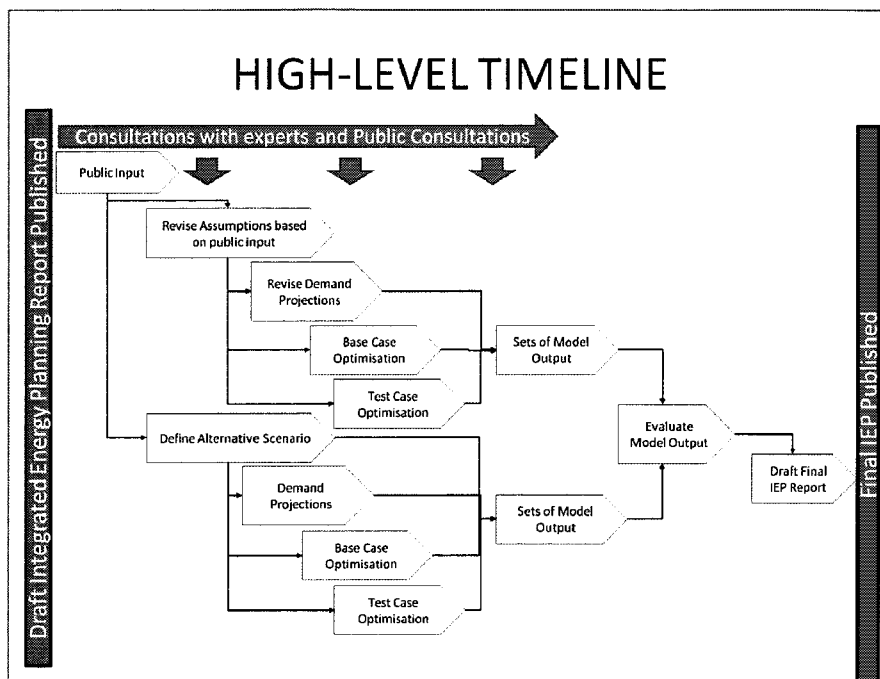 HIGH-LEVEL TIMELINE
Draft Integrated Energy Planning Report Published
Consultations with experts and Public Consultations
Public Input
Revise Assumptions based
on public input
Revise Demand
Projections
Base Case
Optimisation
Test Case
Optimisation
Sets of Model
Output
Define Alternative Scenario
Demand
Projections
Base Case
Optimisation
Test Case
Optimisation
Sets of Model
Output
Evaluate
Model Output
Draft Final
IEP Report
Final IEP Published